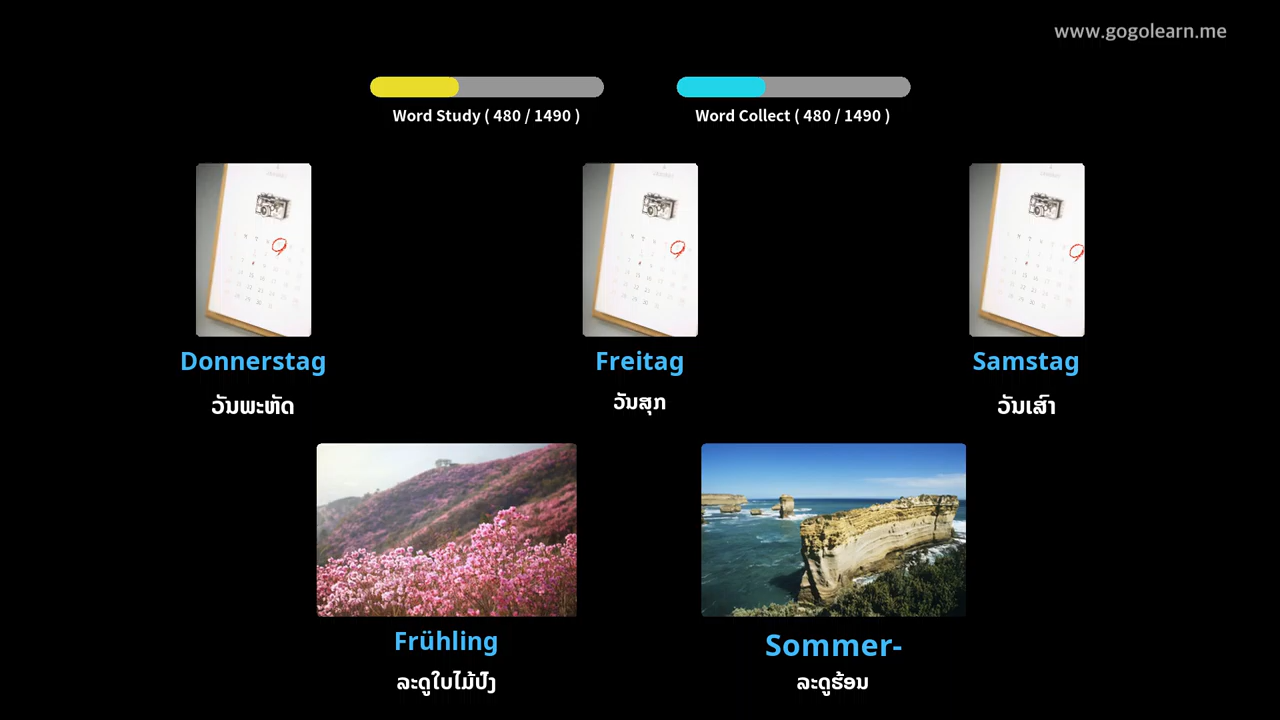 www.gogolearn.me
Word Study ( 480 / 1490 )
Word Collect ( 480 / 1490 )
Donnerstag
Freitag
Samstag
ວັນພະຫັດ
ວັນສຸກ
ວັນເສົາ
Frühling
Sommer-
ລະດູໃບໄມ້ປົ່ງ
ລະດູຮ້ອນ